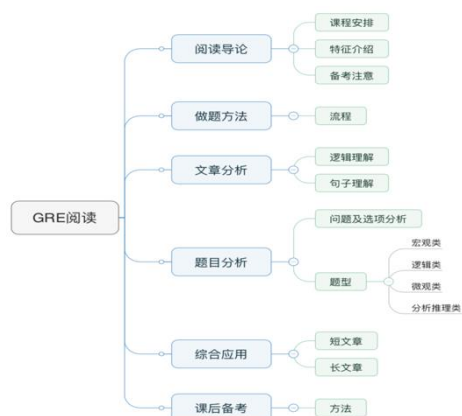 GRE阅读
阅读导论
课程安排
特征介绍
备考注意
做题方法
流程
文章分析
逻辑理解
句子理解
题目分析
问题及选项分析
题型
宏观类
逻辑类
微观类
分析推理类
综合应用
短文章
长文章
课后备考
方法